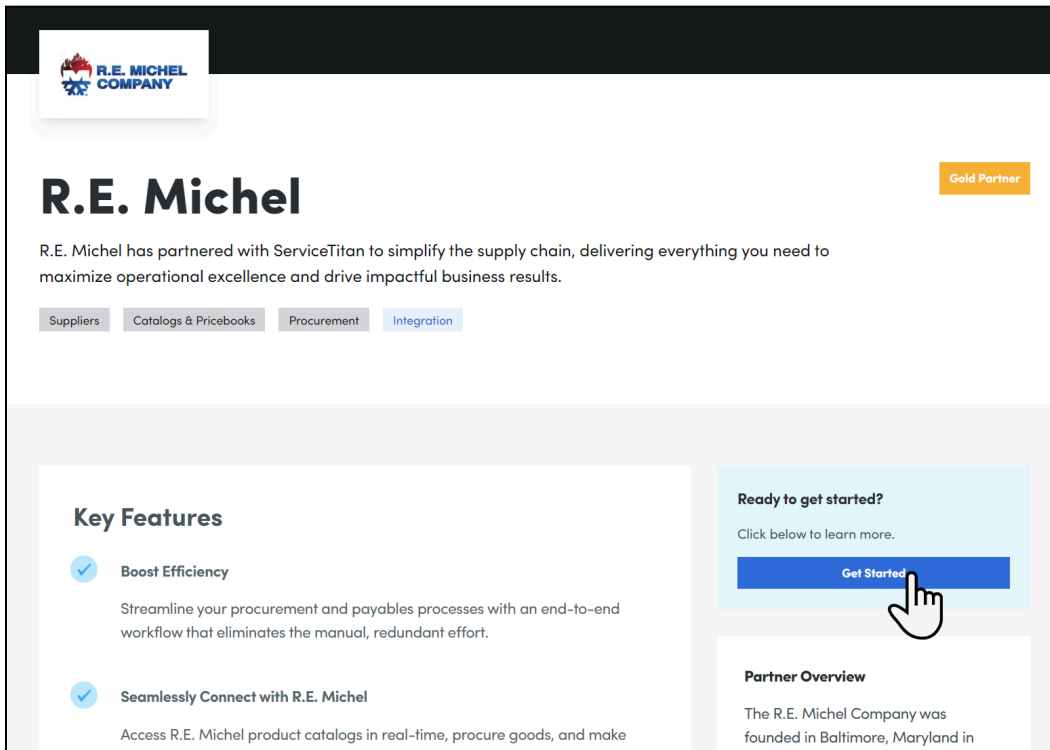 R.E. MICHEL
COMPANY
R.E. Michel
Gold Partner
R.E. Michel has partnered with ServiceTitan to simplify the supply chain, delivering everything you need to
maximize operational excellence and drive impactful business results.
Suppliers
Catalogs & Pricebooks
Procurement
Integration
Key Features
Boost Efficiency
Streamline your procurement and payables processes with an end-to-end
workflow that eliminates the manual, redundant effort.
Seamlessly Connect with R.E. Michel
Access R.E. Michel product catalogs in real-time, procure goods, and make
Ready to get started?
Click below to learn more.
Get Started
Partner Overview
The R.E. Michel Company was
founded in Baltimore, Maryland in